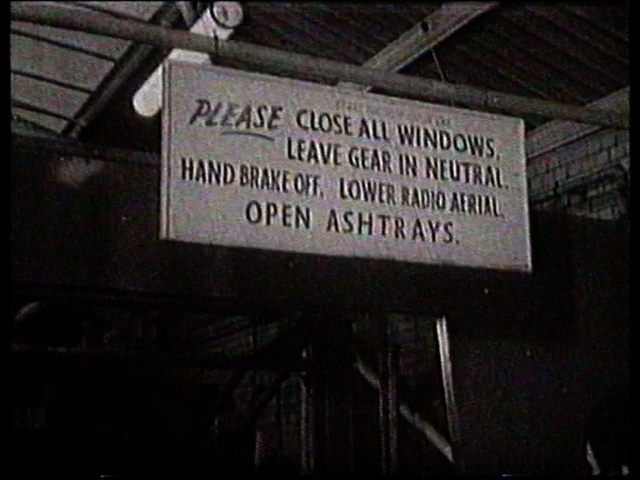 PLEASE CLOSE ALL WINDOWS.
LEAVE GEAR IN NEUTRAL.
HAND BRAKE OFF. LOWER RADIO AERIAL.
OPEN ASHTRAYS.